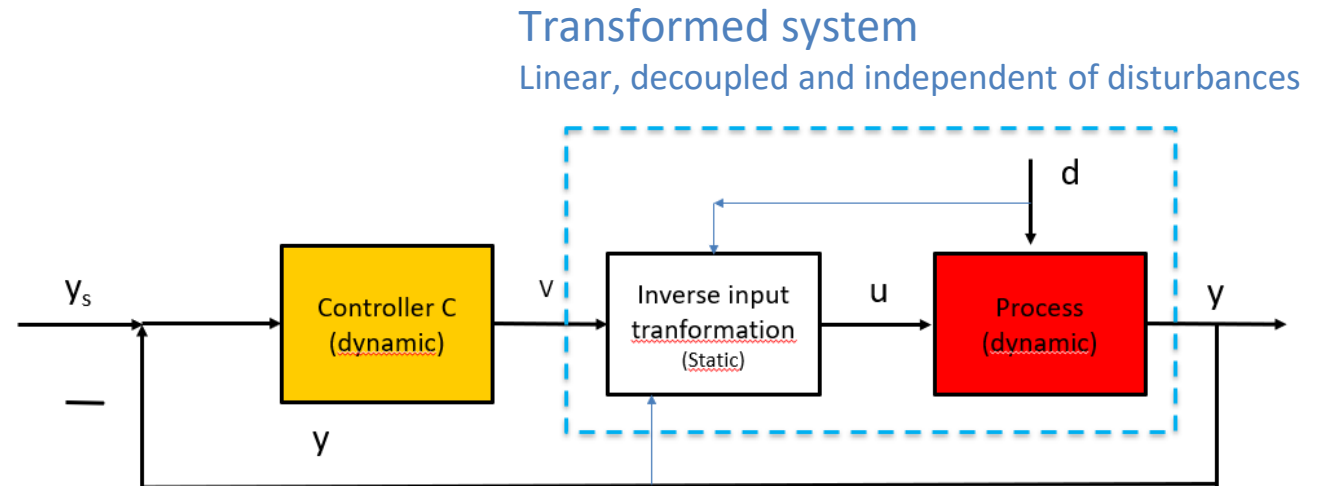 Transformed system
Linear, decoupled and independent of disturbances
d
ys
Controller C
(dynamic)
v
Inverse input
tranformation
(Static)
u
Process
(dynamic)
y
—
y